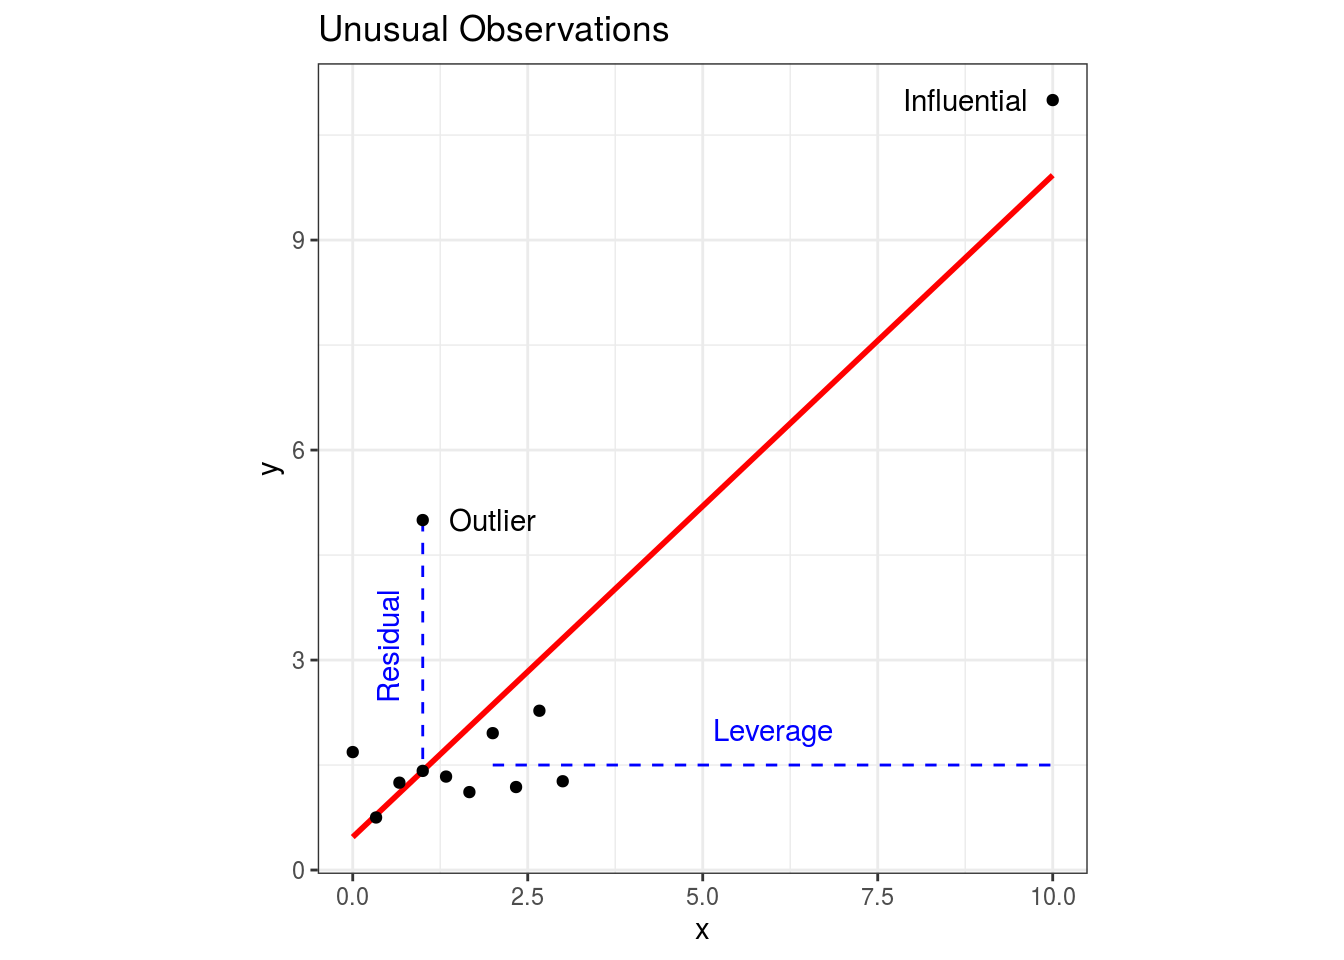 Unusual Observations
Influential
9
6
y
Outlier
Residual
3
Leverage
0
0.0 2.5 5.0 7.5 10.0
x